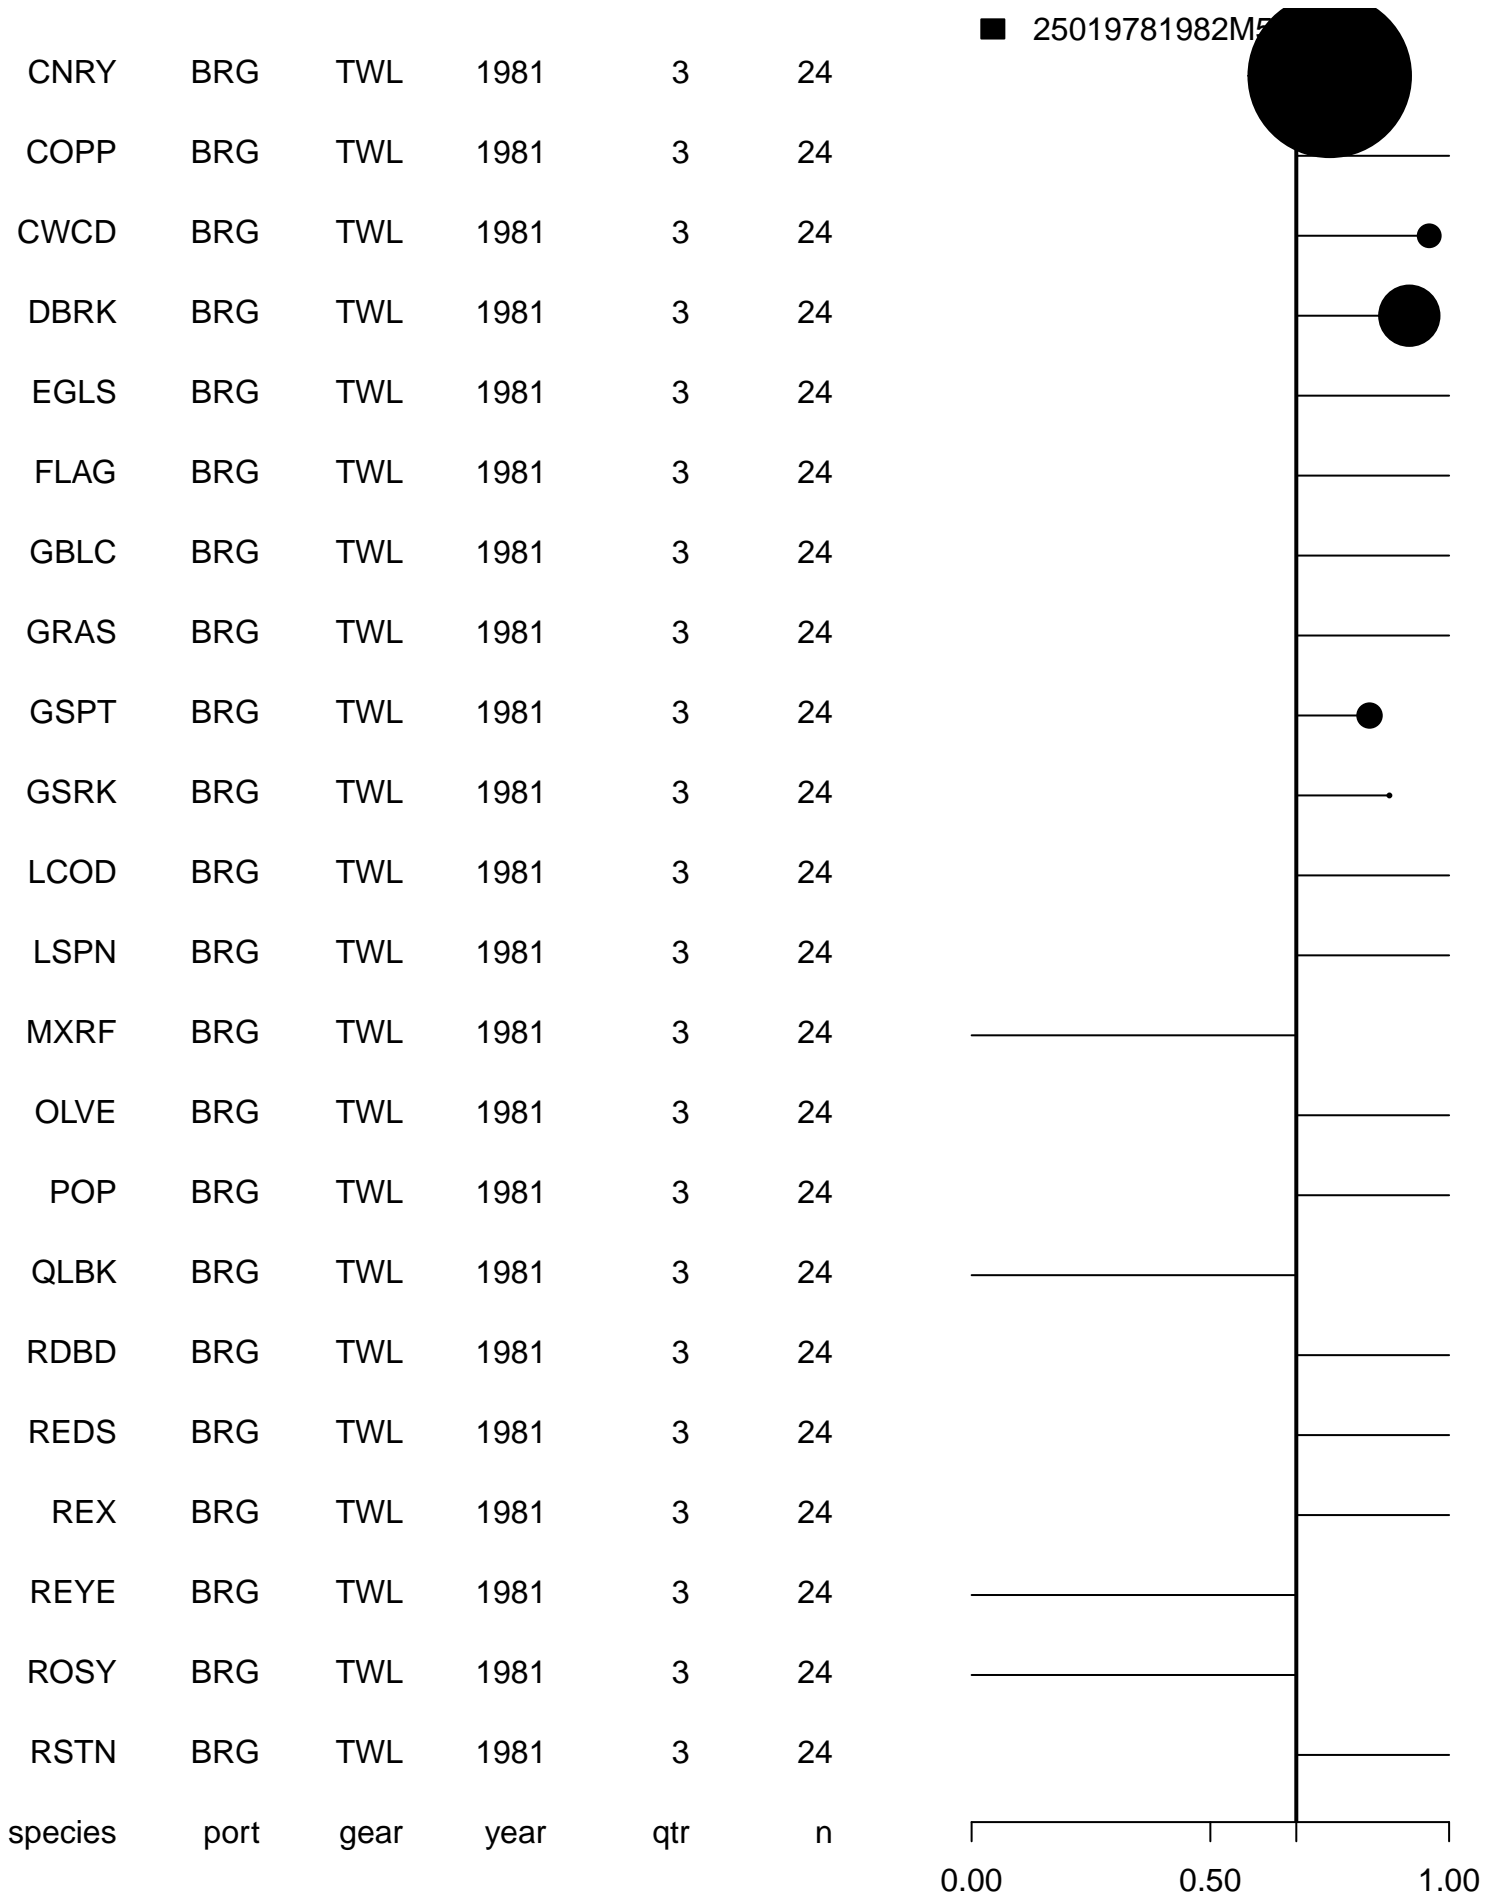 25019781982M5
CNRY BRG TWL 1981 3 24
COPP BRG TWL 1981 3 24
CWCD BRG TWL 1981 3 24
DBRK BRG TWL 1981 3 24
EGLS BRG TWL 1981 3 24
FLAG BRG TWL 1981 3 24
GBLC BRG TWL 1981 3 24
GRAS BRG TWL 1981 3 24
GSPT BRG TWL 1981 3 24
GSRK BRG TWL 1981 3 24
LCOD BRG TWL 1981 3 24
LSPN BRG TWL 1981 3 24
MXRF BRG TWL 1981 3 24
OLVE BRG TWL 1981 3 24
POP BRG TWL 1981 3 24
QLBK BRG TWL 1981 3 24
RDBD BRG TWL 1981 3 24
REDS BRG TWL 1981 3 24
REX BRG TWL 1981 3 24
REYE BRG TWL 1981 3 24
ROSY BRG TWL 1981 3 24
RSTN BRG TWL 1981 3 24
species port gear year qtr n
0.00 0.50 1.00